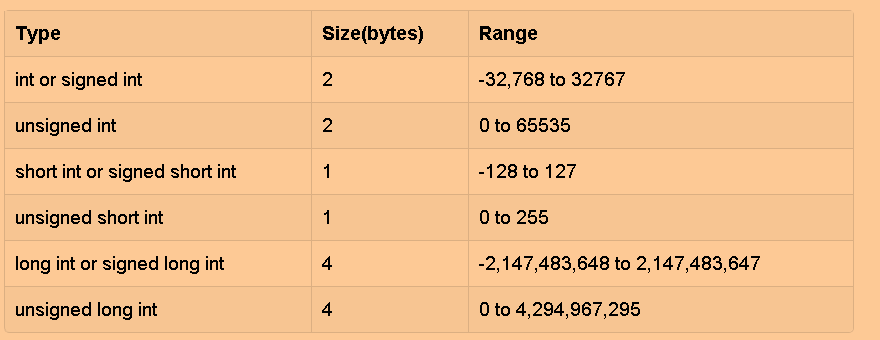 Type Size(bytes) Range
int or signed int 2 -32,768 to 32767
unsigned int 2 0 to 65535
short int or signed short int 1 -128 to 127
unsigned short int 1 0 to 255
long int or signed long int 4 -2,147,483,648 to 2,147,483,647
unsigned long int 4 0 to 4,294,967,295